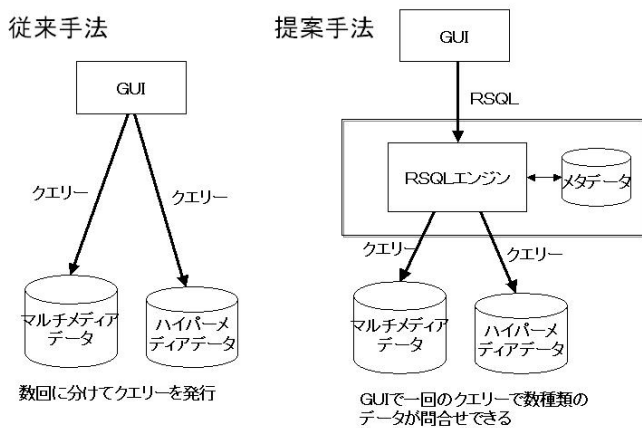 従来手法
GUI
クエリー
クエリー
マルチメディア
データ
ハイパーメ
ディアデータ
数回に分けてクエリーを発行
提案手法
GUI
RSQL
RSQLエンジン
メタデータ
クエリー
クエリー
マルチメディア
データ
ハイパーメ
ディアデータ
GUIで一回のクエリーで数種類の
データが問合せできる